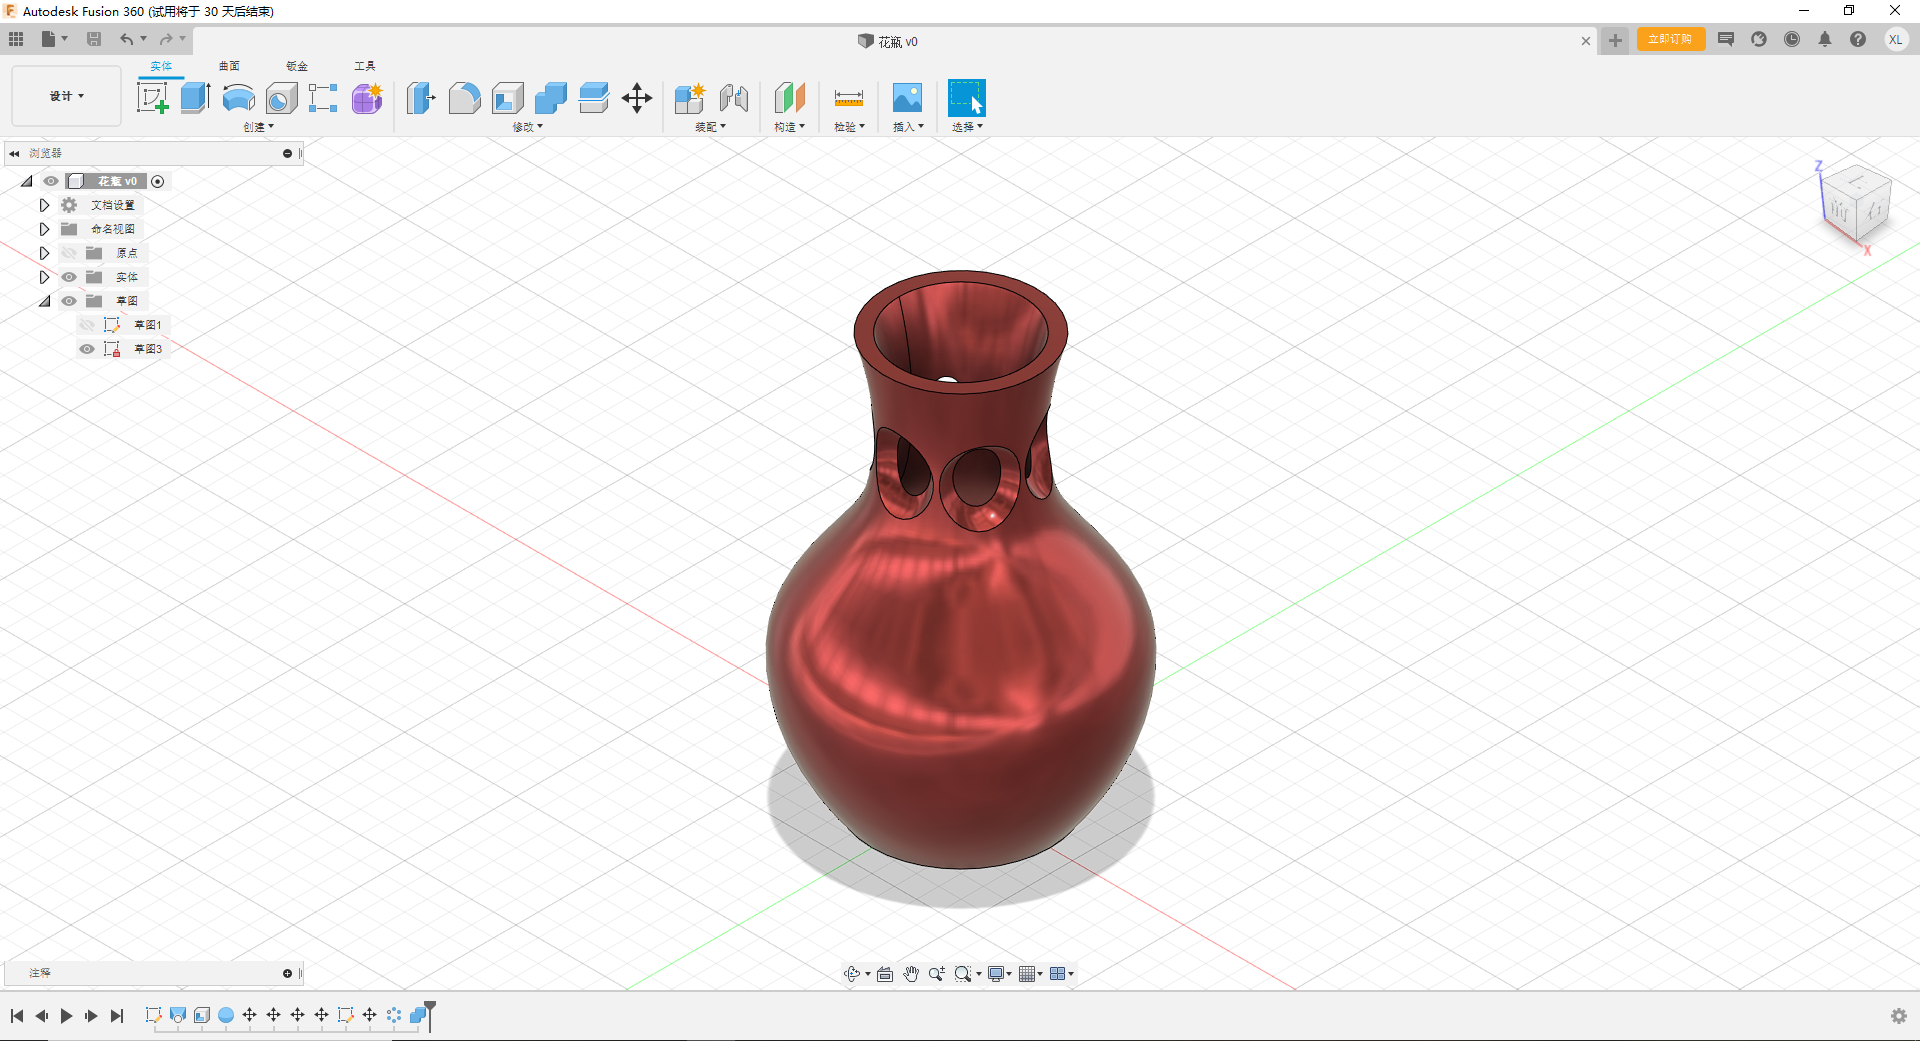 Autodesk Fusion 360 (试用将于 30 天后结束)
花瓶 v0
立即订购
XL
实体 曲面 钣金 工具
设计
创建 修改 装配 构造 检验 插入 选择
浏览器
花瓶 v0
文档设置
命名视图
原点
实体
草图
草图1
草图3
Z
X
注释